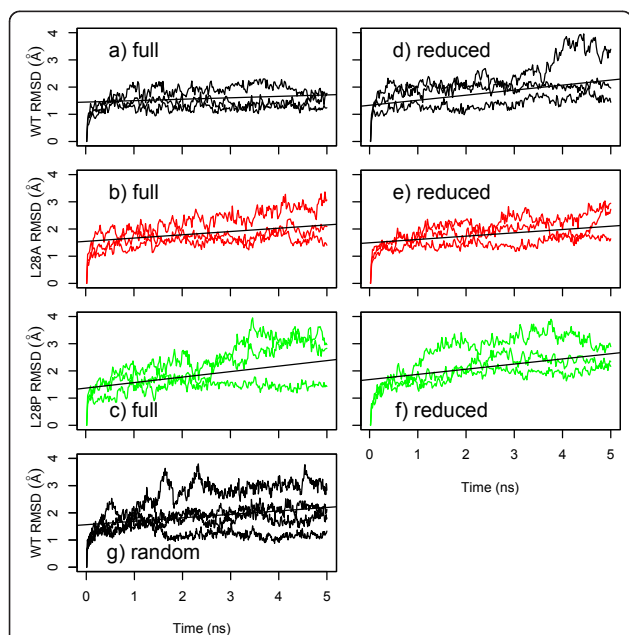 a) full
WT RMSD (Å)
0 1 2 3 4
d) reduced
b) full
L28A RMSD (Å)
0 1 2 3 4
e) reduced
c) full
L28P RMSD (Å)
0 1 2 3 4
f) reduced
0 1 2 3 4 5
Time (ns)
g) random
WT RMSD (Å)
0 1 2 3 4
0 1 2 3 4 5
Time (ns)